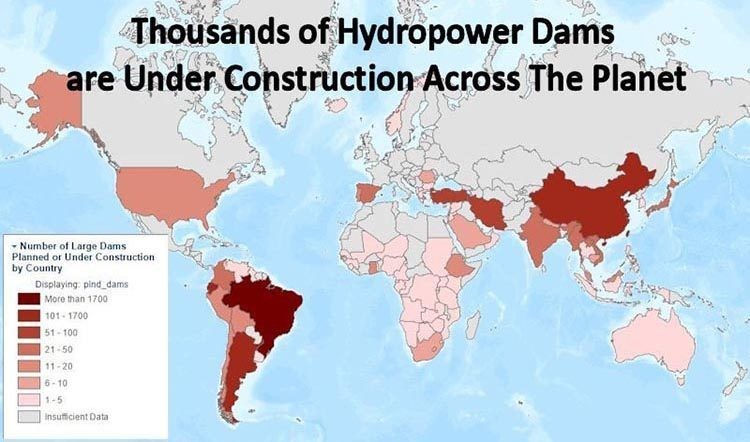 Thousands of Hydropower Dams
are Under Construction Across The Planet
Number of Large Dams
Planned or Under Construction
by Country
Displaying: plnd_dams
More than 1700
101 - 1700
51 - 100
21 - 50
11 - 20
6 - 10
1 - 5
Insufficient Data